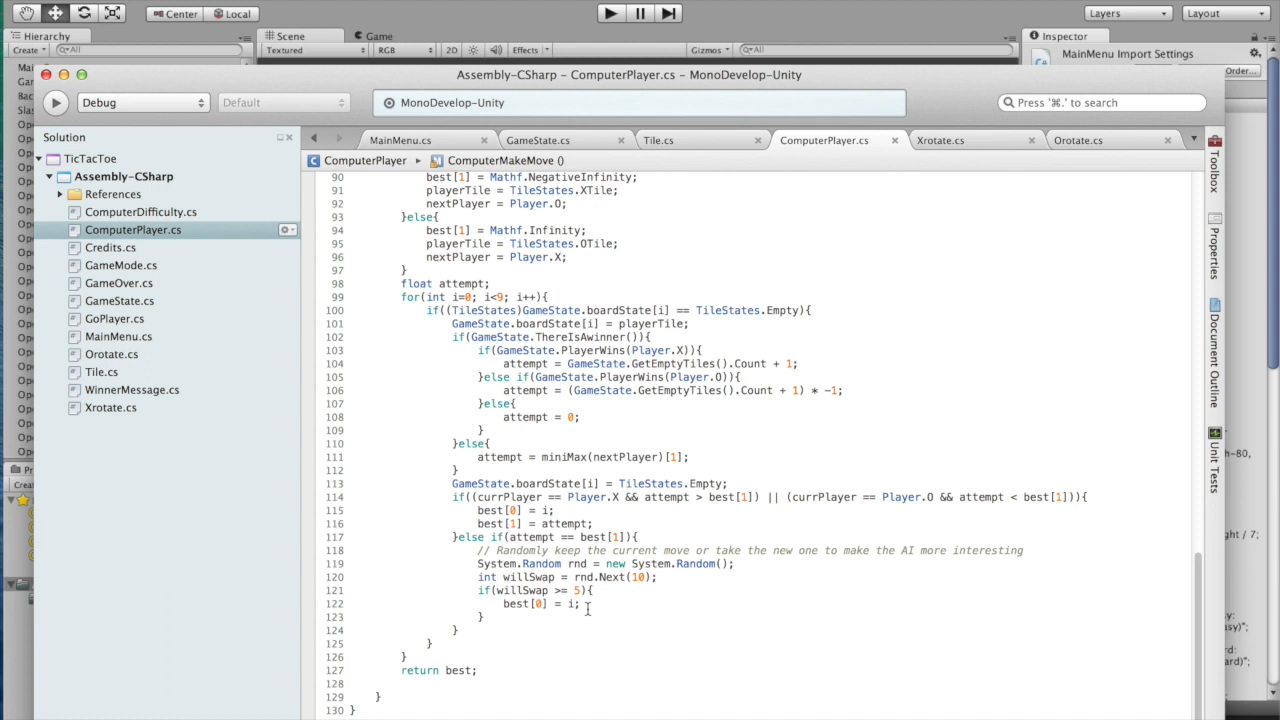 Center
Local
Layers
Layout
Hierarchy
Scene
Game
Inspector
Create
All
Textured
RGB
2D
Effects
Gizmos
All
MainMenu Import Settings
Order...
Assembly-CSharp – ComputerPlayer.cs – MonoDevelop-Unity
Debug
Default
MonoDevelop-Unity
Press '⌘.' to search
Solution
MainMenu.cs
GameState.cs
Tile.cs
ComputerPlayer.cs
Xrotate.cs
Orotate.cs
ComputerPlayer
ComputerMakeMove ()
TicTacToe
Assembly-CSharp
References
ComputerDifficulty.cs
ComputerPlayer.cs
Credits.cs
GameMode.cs
GameOver.cs
GameState.cs
GoPlayer.cs
MainMenu.cs
Orotate.cs
Tile.cs
WinnerMessage.cs
Xrotate.cs
90 best[1] = Mathf.NegativeInfinity;
91 playerTile = TileStates.XTile;
92 nextPlayer = Player.O;
93 }else{
94 best[1] = Mathf.Infinity;
95 playerTile = TileStates.OTile;
96 nextPlayer = Player.X;
97 }
98 float attempt;
99 for(int i=0; i<9; i++){
100 if((TileStates)GameState.boardState[i] == TileStates.Empty){
101 GameState.boardState[i] = playerTile;
102 if(GameState.ThereIsAwinner()){
103 if(GameState.PlayerWins(Player.X)){
104 attempt = GameState.GetEmptyTiles().Count + 1;
105 }else if(GameState.PlayerWins(Player.O)){
106 attempt = (GameState.GetEmptyTiles().Count + 1) * -1;
107 }else{
108 attempt = 0;
109 }
110 }else{
111 attempt = miniMax(nextPlayer)[1];
112 }
113 GameState.boardState[i] = TileStates.Empty;
114 if((currPlayer == Player.X && attempt > best[1]) || (currPlayer == Player.O && attempt < best[1])){
115 best[0] = i;
116 best[1] = attempt;
117 }else if(attempt == best[1]){
118 // Randomly keep the current move or take the new one to make the AI more interesting
119 System.Random rnd = new System.Random();
120 int willSwap = rnd.Next(10);
121 if(willSwap >= 5){
122 best[0] = i;
123 }
124 }
125 }
126 }
127 return best;
128
129 }
130 }
Toolbox
Properties
Document Outline
Unit Tests